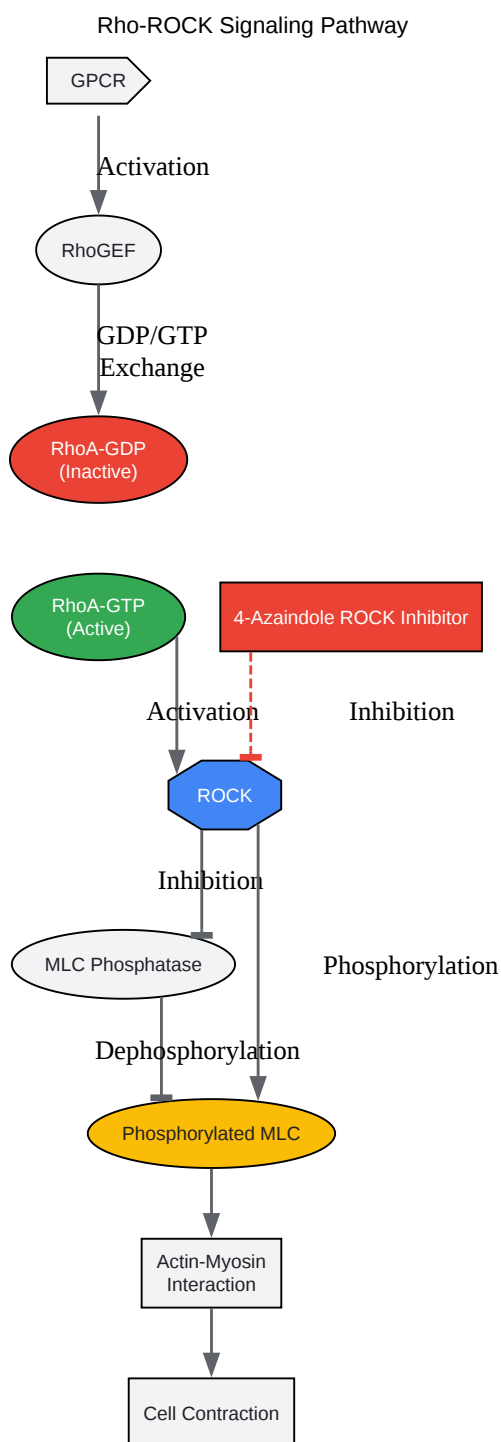 Rho-ROCK Signaling Pathway
GPCR
Activation
RhoGEF
GDP/GTP
Exchange
RhoA-GDP
(Inactive)
RhoA-GTP
(Active)
4-Azaindole ROCK Inhibitor
Activation
Inhibition
ROCK
Inhibition
MLC Phosphatase
Phosphorylation
Dephosphorylation
Phosphorylated MLC
Actin-Myosin
Interaction
Cell Contraction